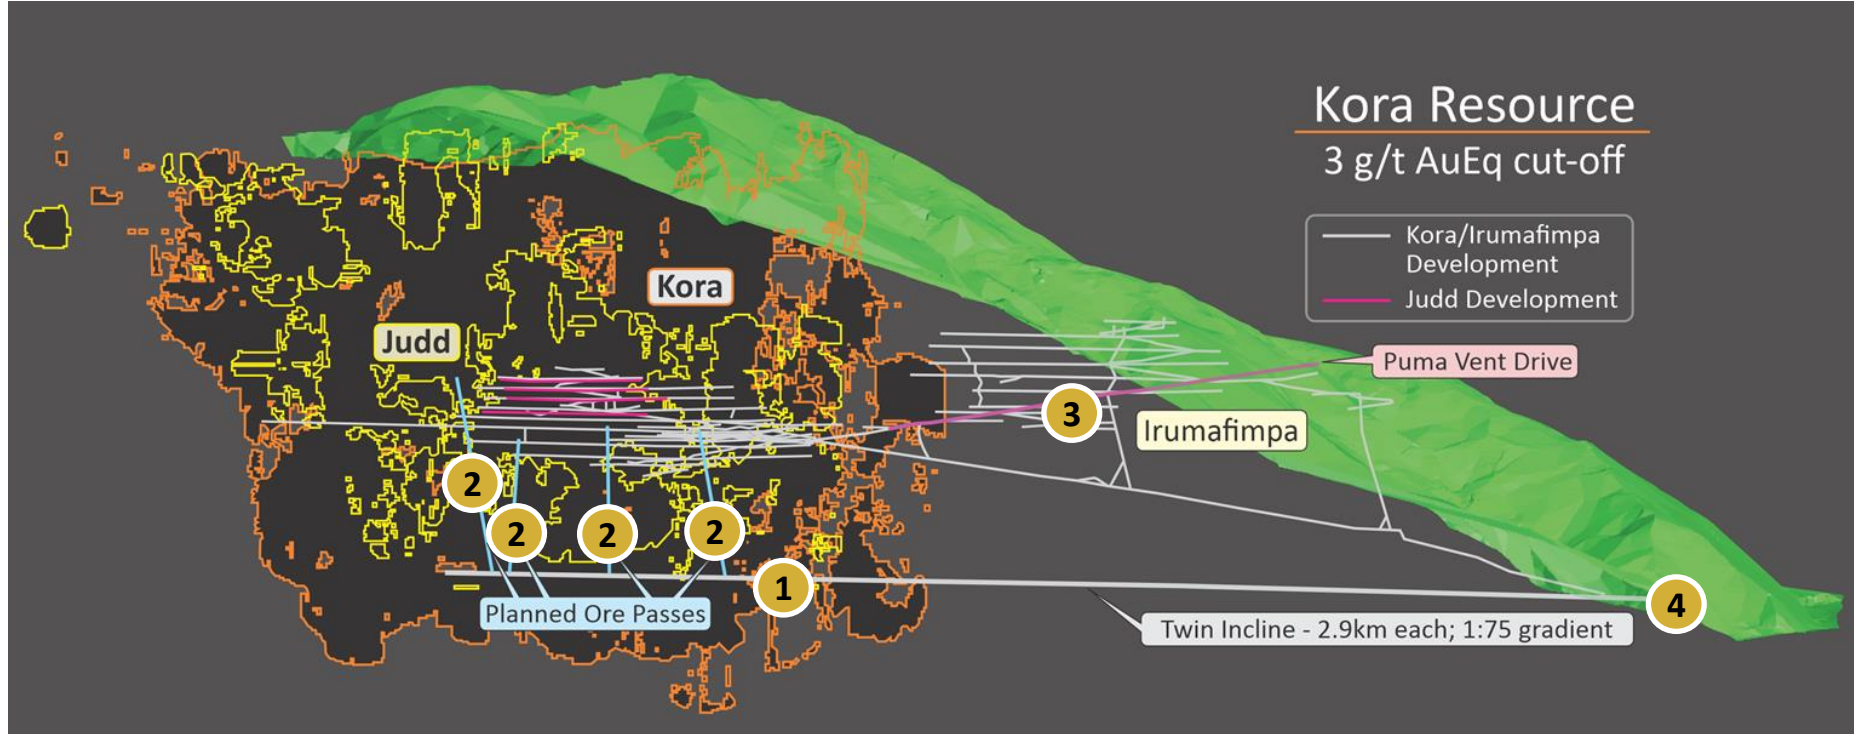 Kora Resource
3 g/t AuEq cut-off
Kora/Irumafimpa
Development
Judd Development
Kora
Judd
Puma Vent Drive
3
Irumafimpa
2
2
2
2
1
4
Planned Ore Passes
Twin Incline - 2.9km each; 1:75 gradient